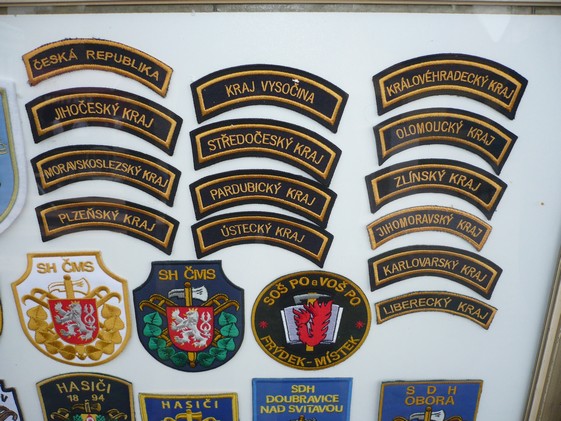 ČESKÁ REPUBLIKA
JIHOČESKÝ KRAJ
MORAVSKOSLEZSKÝ KRAJ
PLZEŇSKÝ KRAJ
KRAJ VYSOČINA
STŘEDOČESKÝ KRAJ
PARDUBICKÝ KRAJ
ÚSTECKÝ KRAJ
KRÁLOVÉHRADECKÝ KRAJ
OLOMOUCKÝ KRAJ
ZLÍNSKÝ KRAJ
JIHOMORAVSKÝ KRAJ
KARLOVARSKÝ KRAJ
LIBERECKÝ KRAJ
SH ČMS
SH ČMS
SOŠ PO a VOŠ PO
FRÝDEK - MÍSTEK
HASIČI
1894
HASIČI
SDH
DOUBRAVICE
NAD SVITAVOU
SDH
OBORA